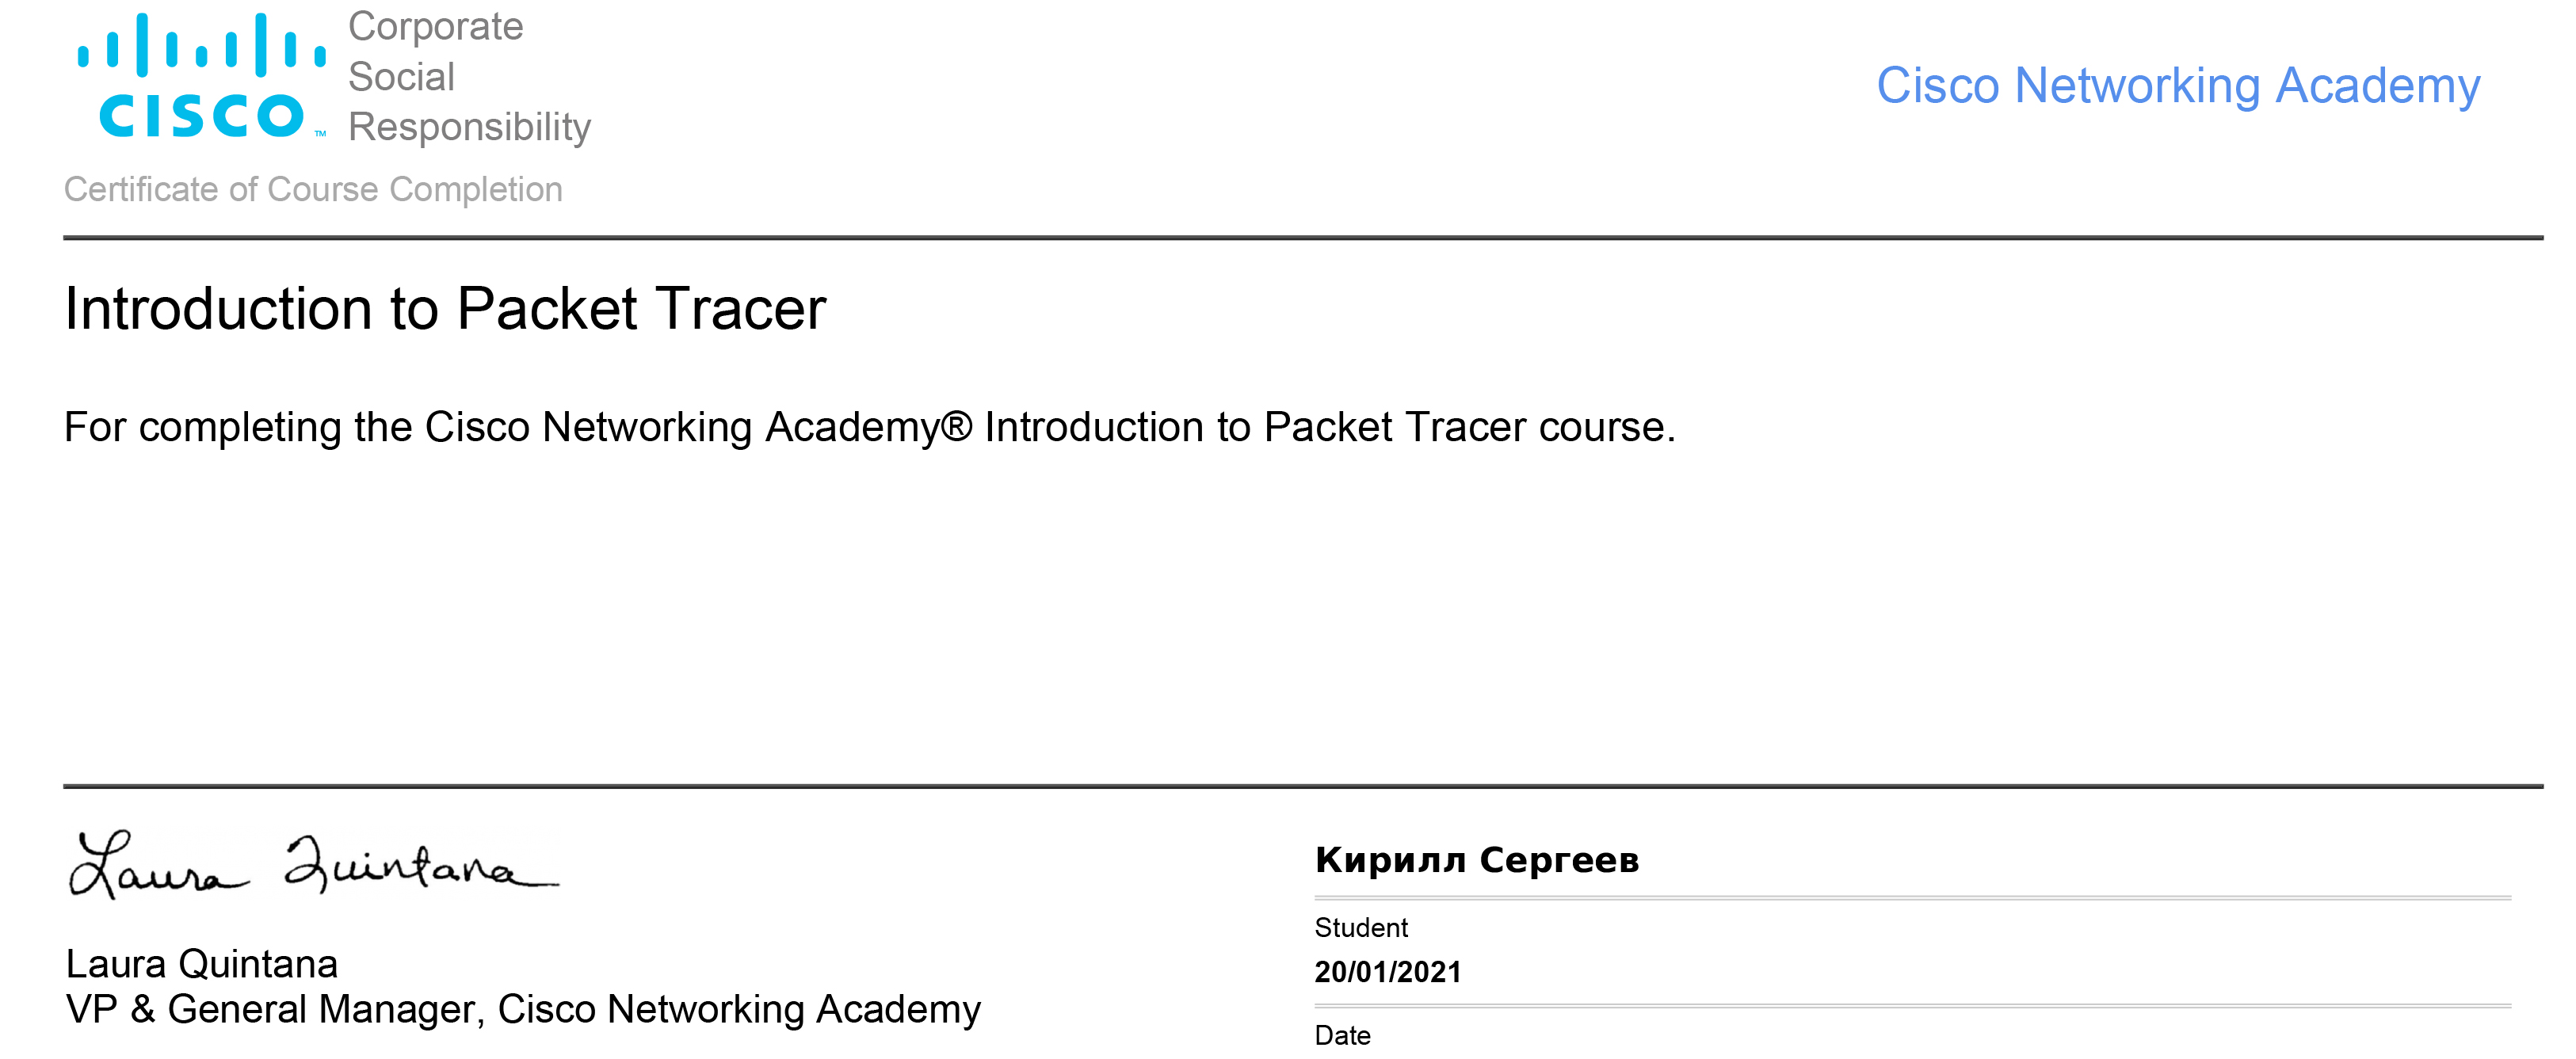 Corporate
Social
Responsibility
CISCO™
Cisco Networking Academy
Certificate of Course Completion
Introduction to Packet Tracer
For completing the Cisco Networking Academy® Introduction to Packet Tracer course.
Laura Quintana
Laura Quintana
VP & General Manager, Cisco Networking Academy
Кирилл Сергеев
Student
20/01/2021
Date